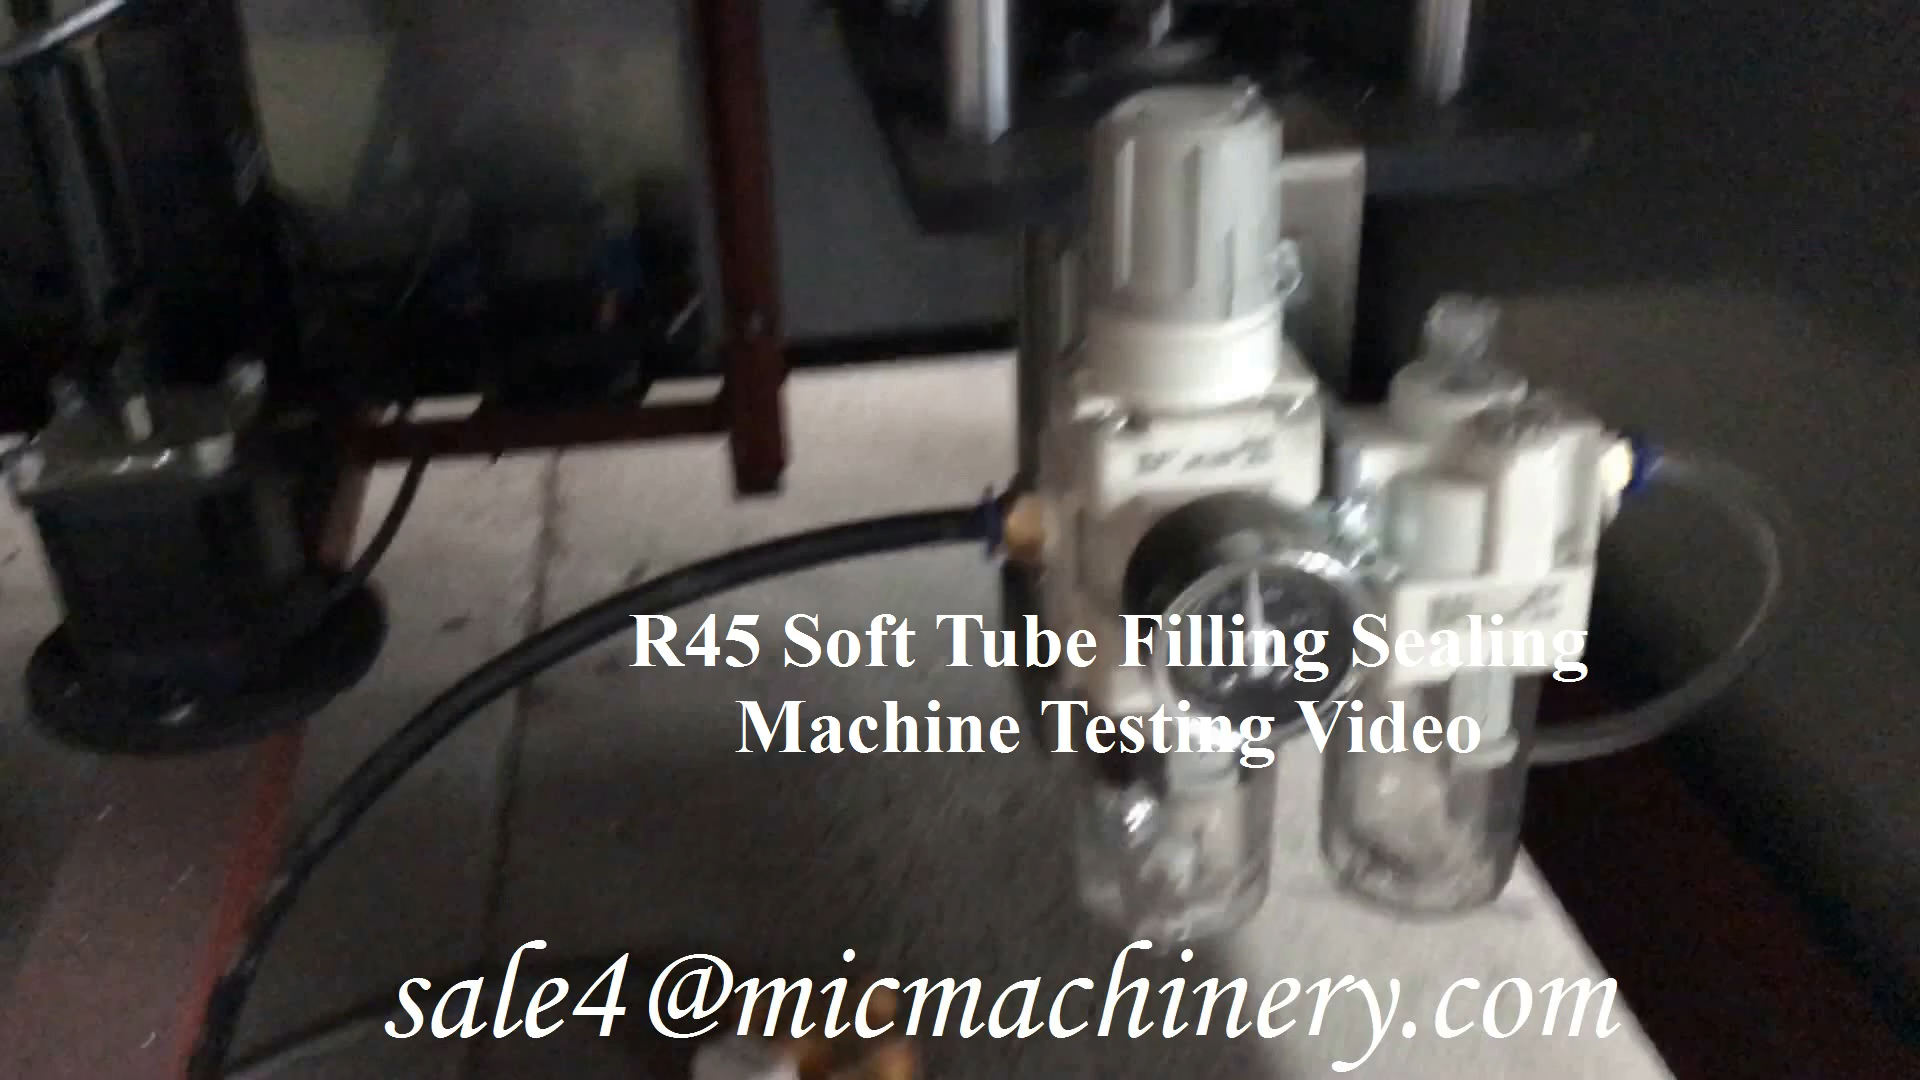 R45 Soft Tube Filling Sealing
Machine Testing Video
sale4@micmachinery.com